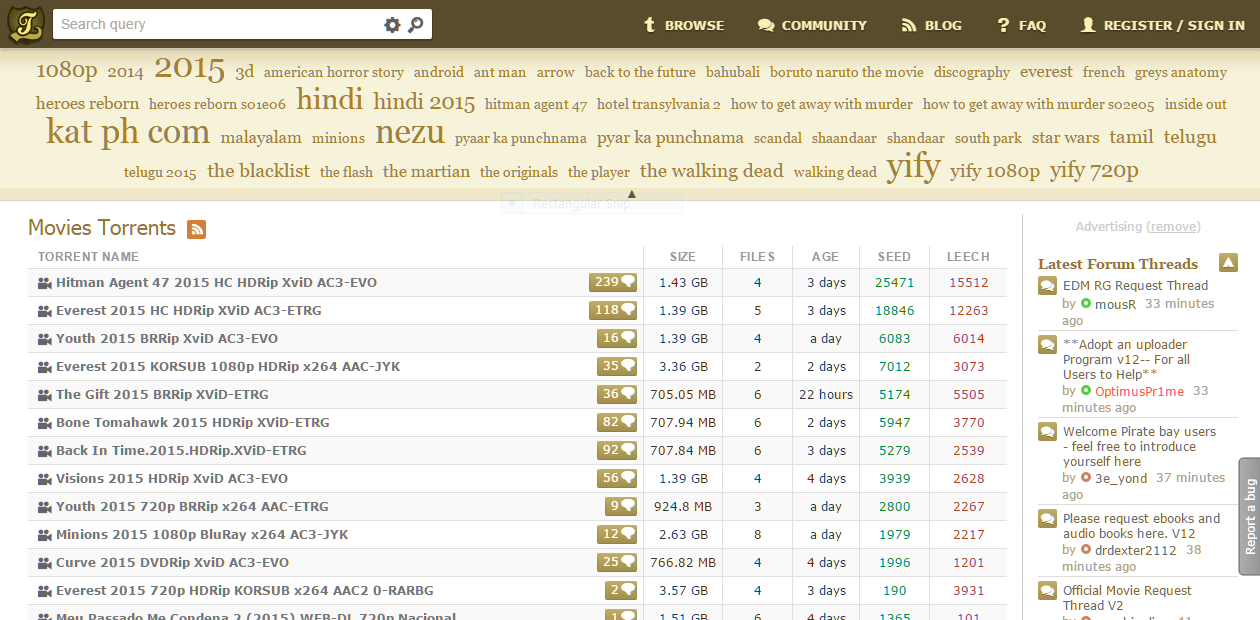 Search query
BROWSE COMMUNITY BLOG FAQ REGISTER / SIGN IN
1080p 2014 2015 3d american horror story android ant man arrow back to the future bahubali boruto naruto the movie discography everest french greys anatomy
heroes reborn heroes reborn s01e06 hindi hindi 2015 hitman agent 47 hotel transylvania 2 how to get away with murder how to get away with murder s02e05 inside out
kat ph com malayalam minions nezu pyaar ka punchnama pyar ka punchnama scandal shaandaar shandaar south park star wars tamil telugu
telugu 2015 the blacklist the flash the martian the originals the player the walking dead walking dead yify yify 1080p yify 720p
Rectangular Snip
Movies Torrents
TORRENT NAME SIZE FILES AGE SEED LEECH
Hitman Agent 47 2015 HC HDRip XviD AC3-EVO 239 1.43 GB 4 3 days 25471 15512
Everest 2015 HC HDRip XViD AC3-ETRG 118 1.39 GB 5 3 days 18846 12263
Youth 2015 BRRip XviD AC3-EVO 16 1.39 GB 4 a day 6083 6014
Everest 2015 KORSUB 1080p HDRip x264 AAC-JYK 35 3.36 GB 2 2 days 7012 3073
The Gift 2015 BRRip XViD-ETRG 36 705.05 MB 6 22 hours 5174 5505
Bone Tomahawk 2015 HDRip XViD-ETRG 82 707.94 MB 6 2 days 5947 3770
Back In Time.2015.HDRip.XViD-ETRG 92 707.84 MB 6 3 days 5279 2539
Visions 2015 HDRip XviD AC3-EVO 56 1.39 GB 4 4 days 3939 2628
Youth 2015 720p BRRip x264 AAC-ETRG 9 924.8 MB 3 a day 2800 2267
Minions 2015 1080p BluRay x264 AC3-JYK 12 2.63 GB 8 a day 1979 2217
Curve 2015 DVDRip XviD AC3-EVO 25 766.82 MB 4 4 days 1996 1201
Everest 2015 720p HDRip KORSUB x264 AAC2 0-RARBG 2 3.57 GB 4 3 days 190 3931
Meu Passado Me Condena 2 (2015) WEB-DL 720p Nacional 1 1.51 GB 6 4 days 1365 101
Advertising (remove)
Latest Forum Threads
EDM RG Request Thread
by mousR 33 minutes
ago
**Adopt an uploader
Program v12-- For all
Users to Help**
by OptimusPr1me 33
minutes ago
Welcome Pirate bay users
- feel free to introduce
yourself here
by 3e_yond 37 minutes
ago
Please request ebooks and
audio books here. V12
by drdexter2112 38
minutes ago
Official Movie Request
Thread V2
Report a bug